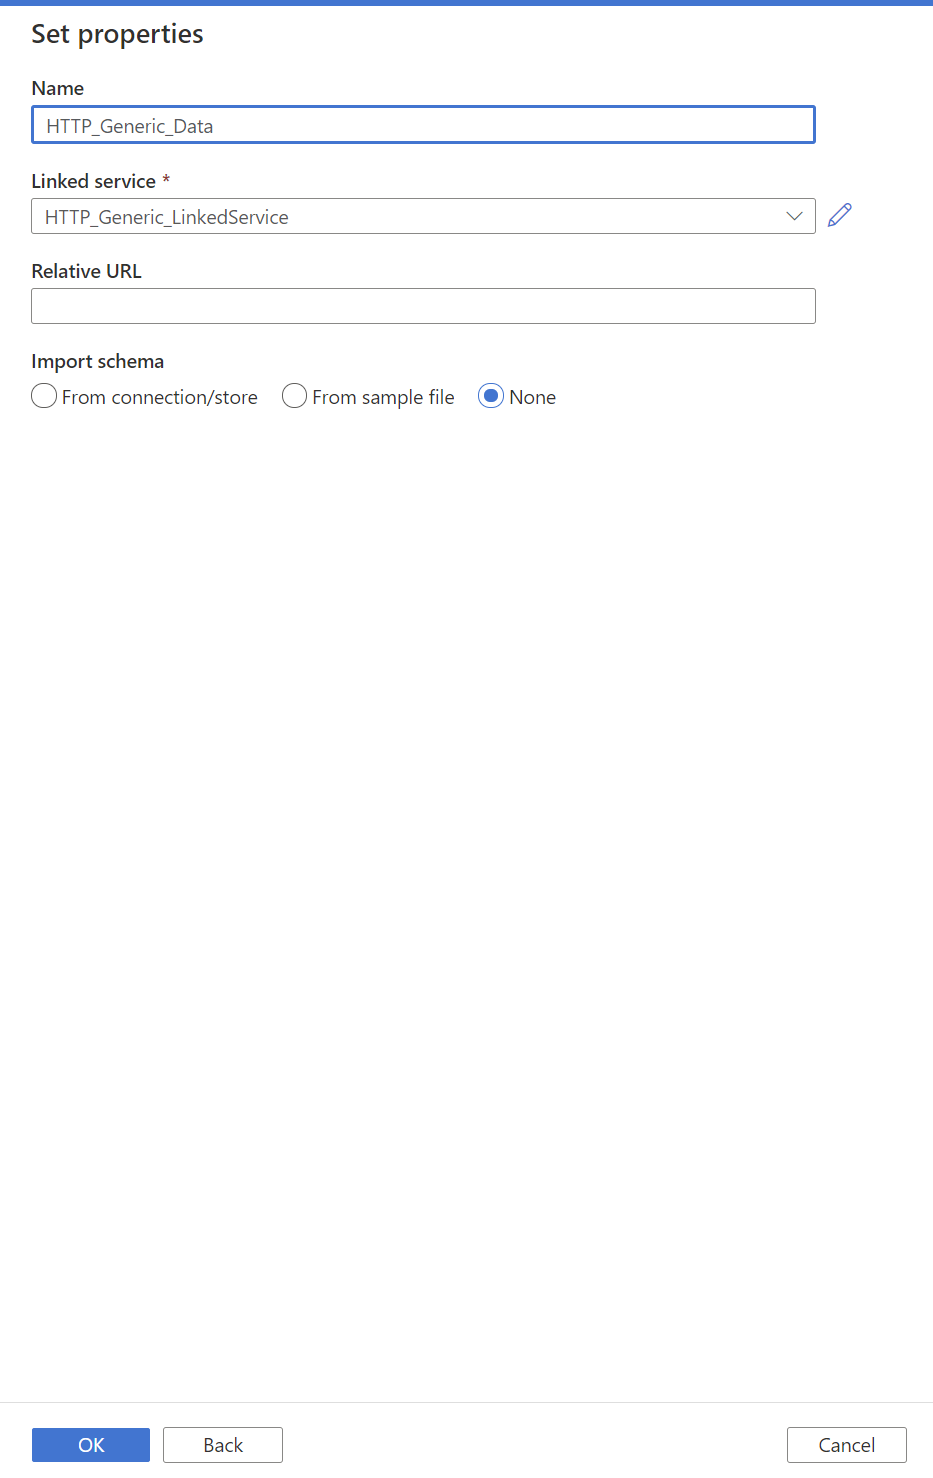 Set properties
Name
HTTP_Generic_Data
Linked service *
HTTP_Generic_LinkedService
Relative URL
Import schema
From connection/store From sample file None
OK Back Cancel